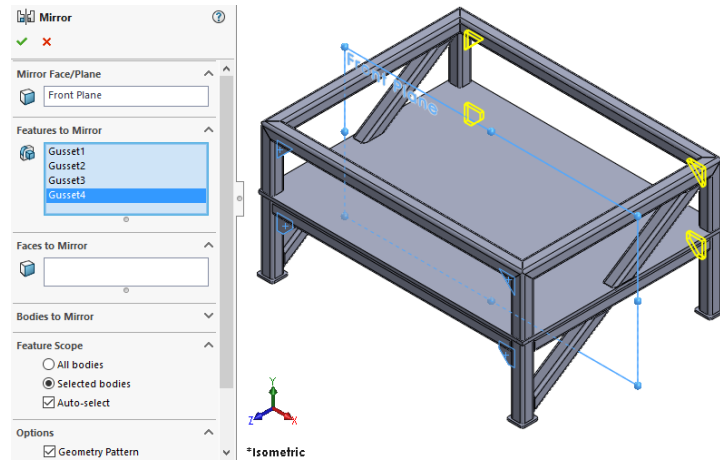 Mirror
Mirror Face/Plane
Front Plane
Features to Mirror
Gusset1
Gusset2
Gusset3
Gusset4
Faces to Mirror
Bodies to Mirror
Feature Scope
All bodies
Selected bodies
Auto-select
Options
Geometry Pattern
Front Plane
Y
Z
X
*Isometric